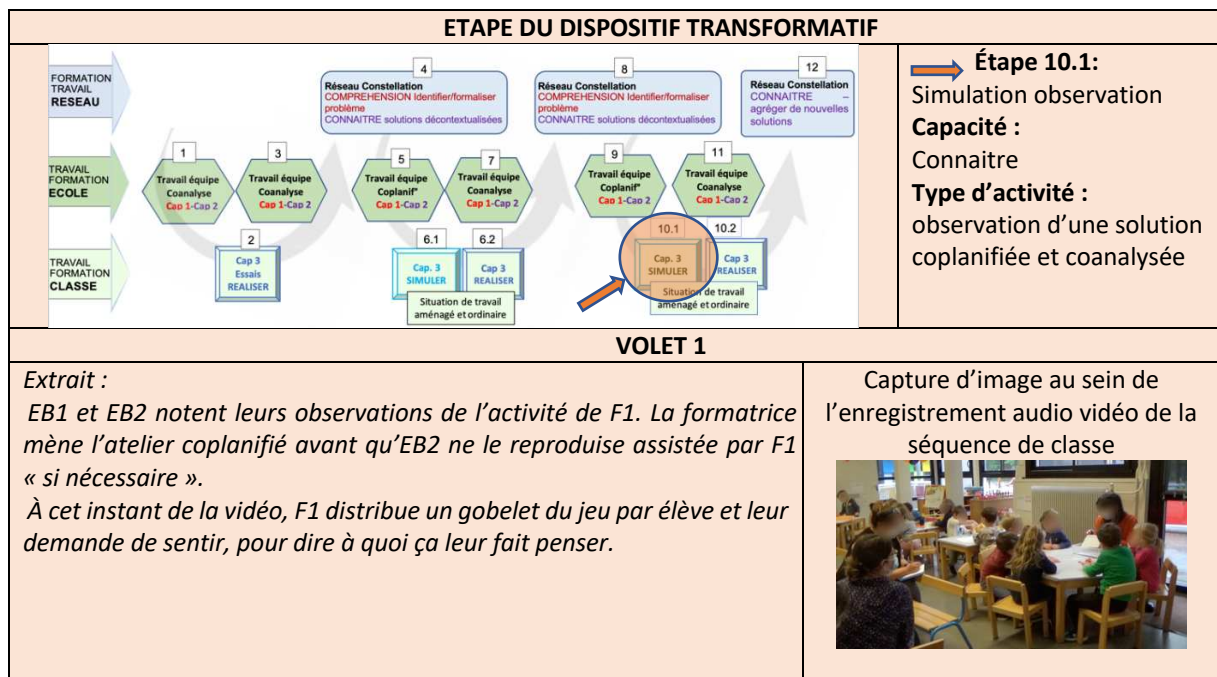 ETAPE DU DISPOSITIF TRANSFORMATIF
FORMATION
TRAVAIL
RESEAU
4
Réseau Constellation
COMPREHENSION Identifier/formaliser
problème
CONNAITRE solutions décontextualisées
8
Réseau Constellation
COMPREHENSION Identifier/formaliser
problème
CONNAITRE solutions décontextualisées
12
Réseau Constellation
CONNAITRE –
agréger de nouvelles
solutions
TRAVAIL
FORMATION
ECOLE
1
Travail équipe
Coanalyse
Cap 1-Cap 2
3
Travail équipe
Coanalyse
Cap 1-Cap 2
5
Travail équipe
Coplanif°
Cap 1-Cap 2
7
Travail équipe
Coanalyse
Cap 1-Cap 2
9
Travail équipe
Coplanif°
Cap 1-Cap 2
11
Travail équipe
Coanalyse
Cap 1-Cap 2
TRAVAIL
FORMATION
CLASSE
2
Cap 3
Essais
REALISER
6.1
Cap. 3
SIMULER
6.2
Cap 3
REALISER
Situation de travail
aménagé et ordinaire
10.1
Cap. 3
SIMULER
10.2
Cap 3
REALISER
Situation de travail
aménagé et ordinaire
Étape 10.1:
Simulation observation
Capacité :
Connaitre
Type d’activité :
observation d’une solution
coplanifiée et coanalysée
VOLET 1
Extrait :
EB1 et EB2 notent leurs observations de l’activité de F1. La formatrice
mène l’atelier coplanifié avant qu’EB2 ne le reproduise assistée par F1
« si nécessaire ».
À cet instant de la vidéo, F1 distribue un gobelet du jeu par élève et leur
demande de sentir, pour dire à quoi ça leur fait penser.
Capture d’image au sein de
l’enregistrement audio vidéo de la
séquence de classe